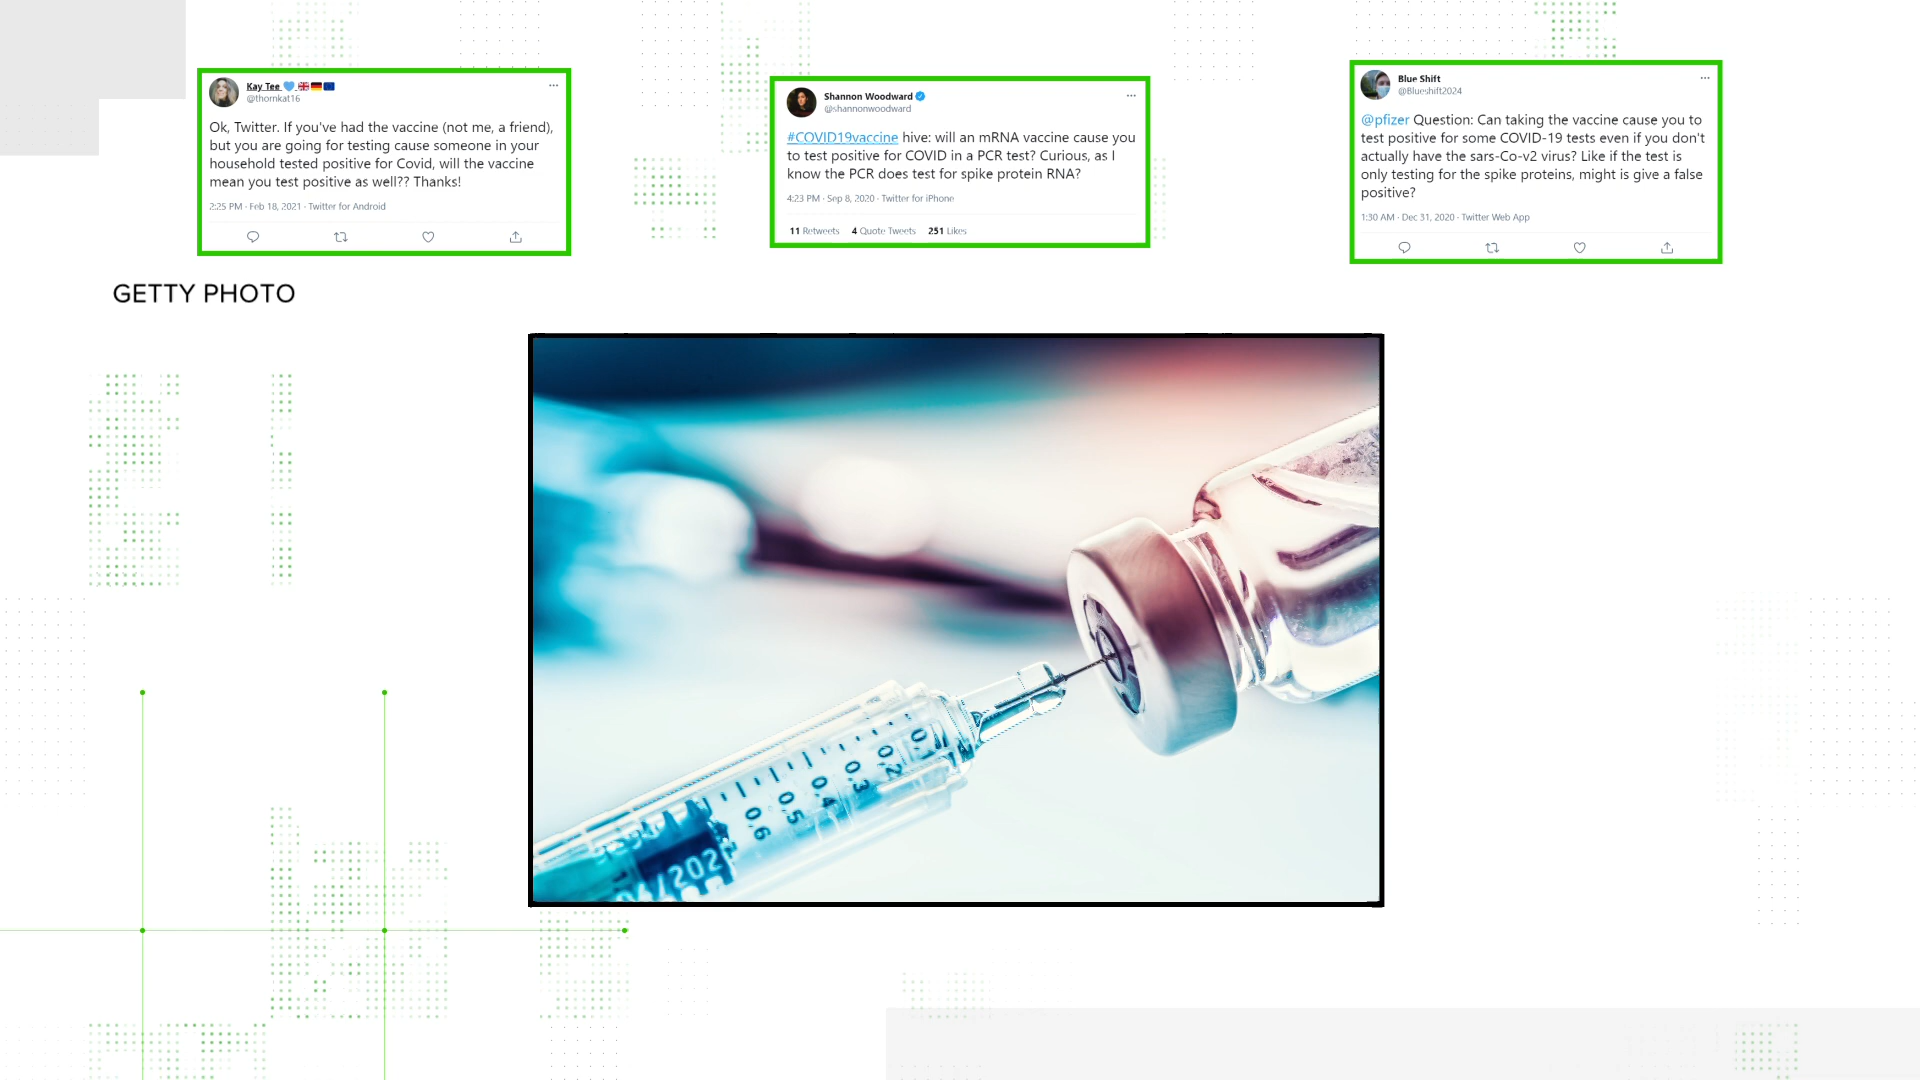 Kay Tee
@thornkat16
Ok, Twitter. If you've had the vaccine (not me, a friend),
but you are going for testing cause someone in your
household tested positive for Covid, will the vaccine
mean you test positive as well?? Thanks!
2:25 PM · Feb 18, 2021 · Twitter for Android
Shannon Woodward
@shannonwoodward
#COVID19vaccine hive: will an mRNA vaccine cause you
to test positive for COVID in a PCR test? Curious, as I
know the PCR does test for spike protein RNA?
4:23 PM · Sep 8, 2020 · Twitter for iPhone
11 Retweets 4 Quote Tweets 251 Likes
Blue Shift
@Blueshift2024
@pfizer Question: Can taking the vaccine cause you to
test positive for some COVID-19 tests even if you don't
actually have the sars-Co-v2 virus? Like if the test is
only testing for the spike proteins, might is give a false
positive?
1:30 AM · Dec 31, 2020 · Twitter Web App
GETTY PHOTO
0,1
0,2
0,3
0,4
0,5
0,6